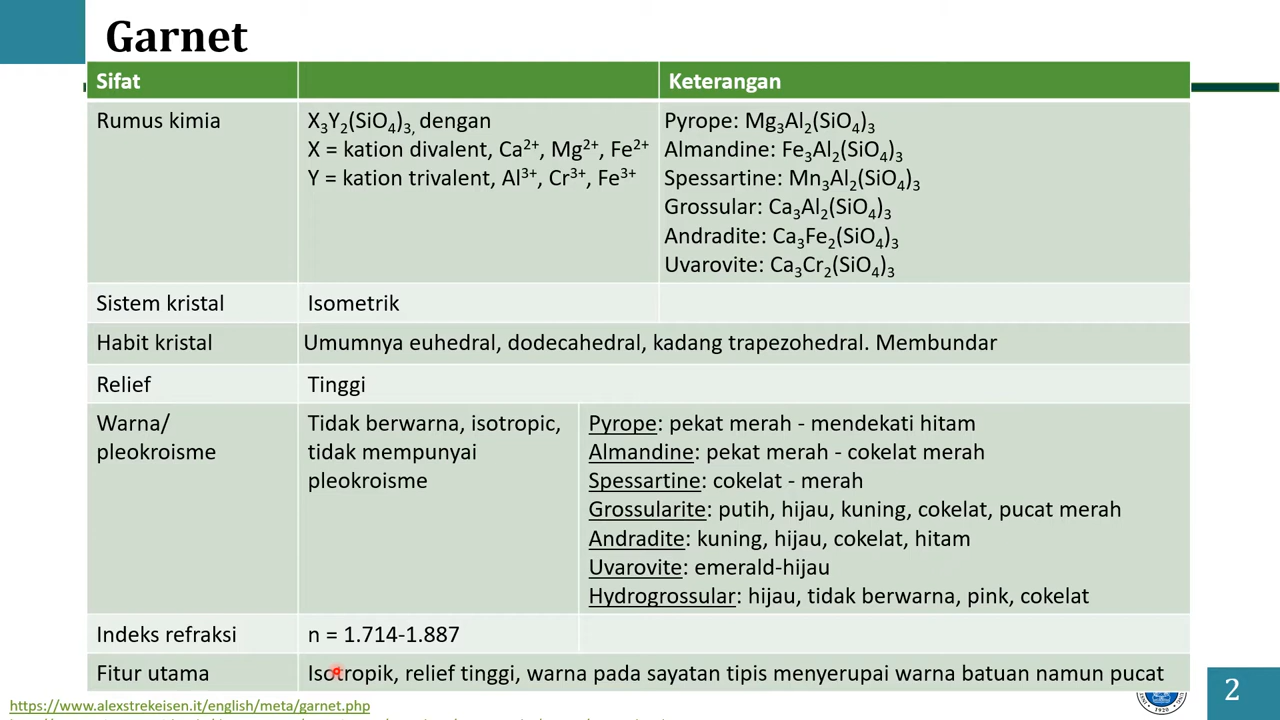 Garnet
Sifat
Keterangan
Rumus kimia
X₃Y₂(SiO₄)₃, dengan
X = kation divalent, Ca²⁺, Mg²⁺, Fe²⁺
Y = kation trivalent, Al³⁺, Cr³⁺, Fe³⁺
Pyrope: Mg₃Al₂(SiO₄)₃
Almandine: Fe₃Al₂(SiO₄)₃
Spessartine: Mn₃Al₂(SiO₄)₃
Grossular: Ca₃Al₂(SiO₄)₃
Andradite: Ca₃Fe₂(SiO₄)₃
Uvarovite: Ca₃Cr₂(SiO₄)₃
Sistem kristal
Isometrik
Habit kristal
Umumnya euhedral, dodecahedral, kadang trapezohedral. Membundar
Relief
Tinggi
Warna/
pleokroisme
Tidak berwarna, isotropic,
tidak mempunyai
pleokroisme
Pyrope: pekat merah - mendekati hitam
Almandine: pekat merah - cokelat merah
Spessartine: cokelat - merah
Grossularite: putih, hijau, kuning, cokelat, pucat merah
Andradite: kuning, hijau, cokelat, hitam
Uvarovite: emerald-hijau
Hydrogrossular: hijau, tidak berwarna, pink, cokelat
Indeks refraksi
n = 1.714-1.887
Fitur utama
Isotropik, relief tinggi, warna pada sayatan tipis menyerupai warna batuan namun pucat
https://www.alexstrekeisen.it/english/meta/garnet.php
2